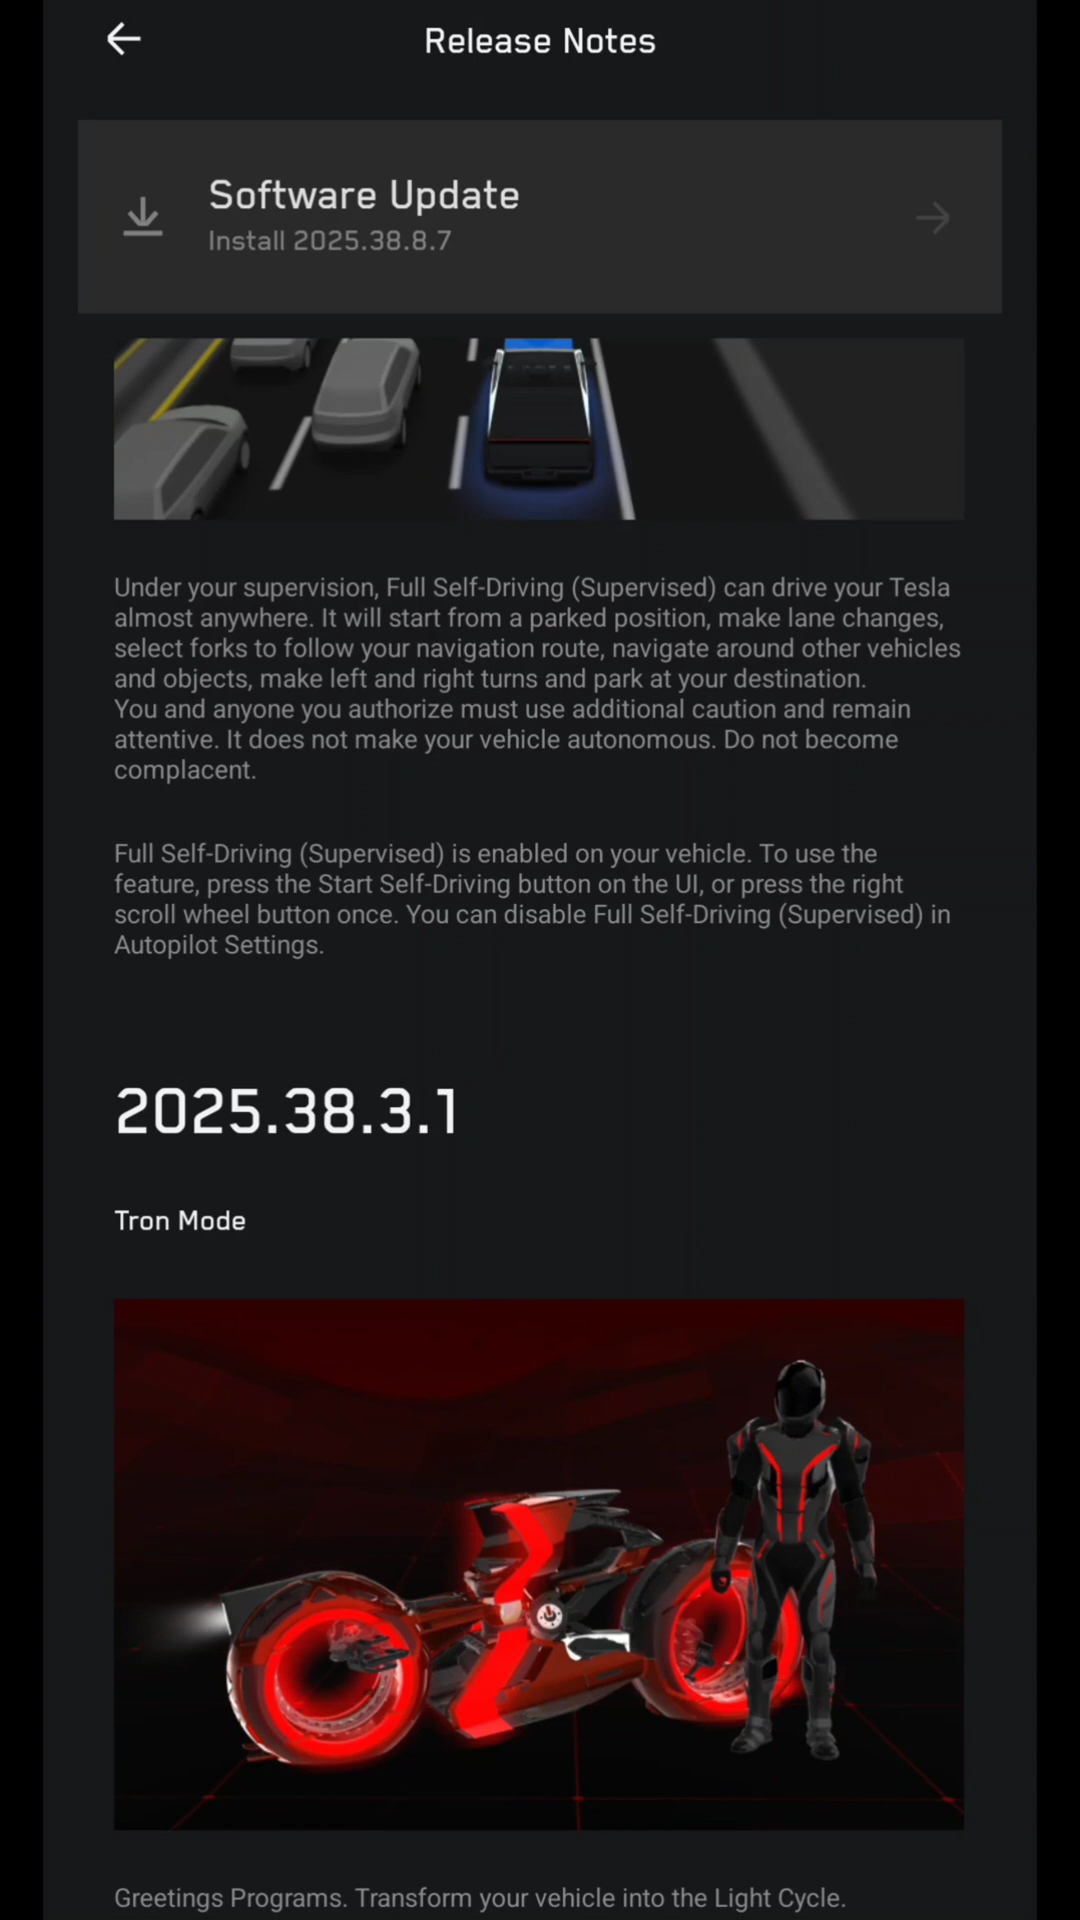 Release Notes
Software Update
Install 2025.38.8.7
Under your supervision, Full Self-Driving (Supervised) can drive your Tesla
almost anywhere. It will start from a parked position, make lane changes,
select forks to follow your navigation route, navigate around other vehicles
and objects, make left and right turns and park at your destination.
You and anyone you authorize must use additional caution and remain
attentive. It does not make your vehicle autonomous. Do not become
complacent.
Full Self-Driving (Supervised) is enabled on your vehicle. To use the
feature, press the Start Self-Driving button on the UI, or press the right
scroll wheel button once. You can disable Full Self-Driving (Supervised) in
Autopilot Settings.
2025.38.3.1
Tron Mode
Greetings Programs. Transform your vehicle into the Light Cycle.